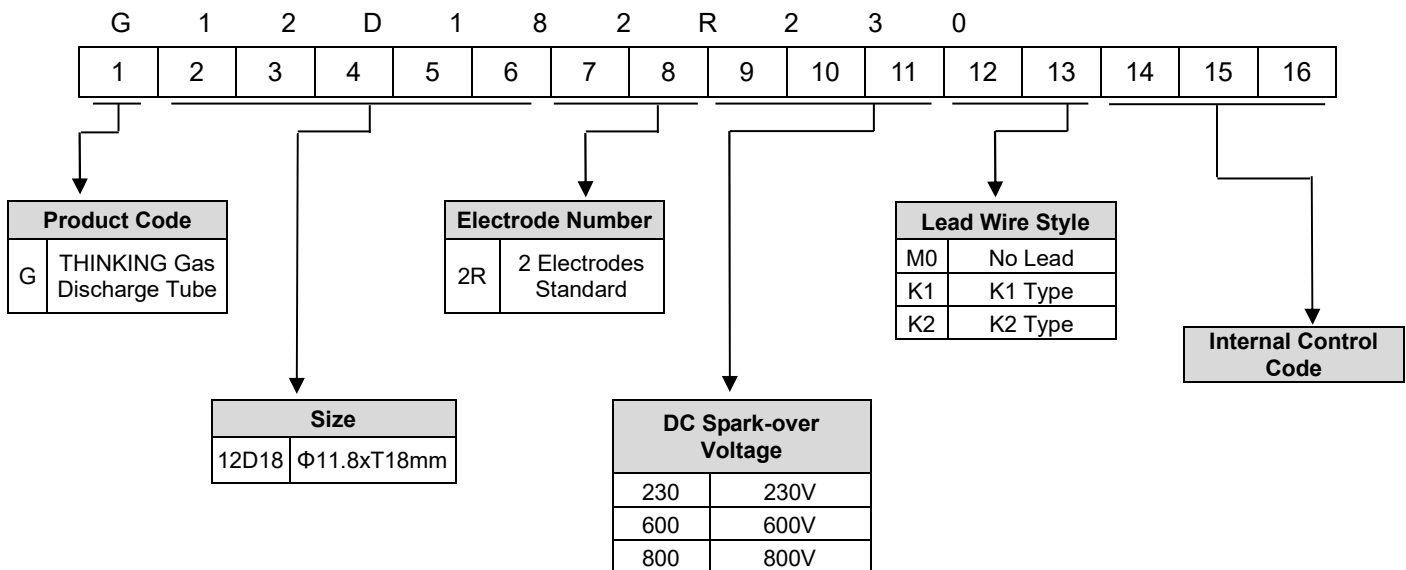 G 1 2 D 1 8 2 R 2 3 0
1 2 3 4 5 6 7 8 9 10 11 12 13 14 15 16
Product Code
G THINKING Gas
Discharge Tube
Electrode Number
2R 2 Electrodes
Standard
Lead Wire Style
M0 No Lead
K1 K1 Type
K2 K2 Type
Internal Control
Code
Size
12D18 Φ11.8xT18mm
DC Spark-over
Voltage
230 230V
600 600V
800 800V